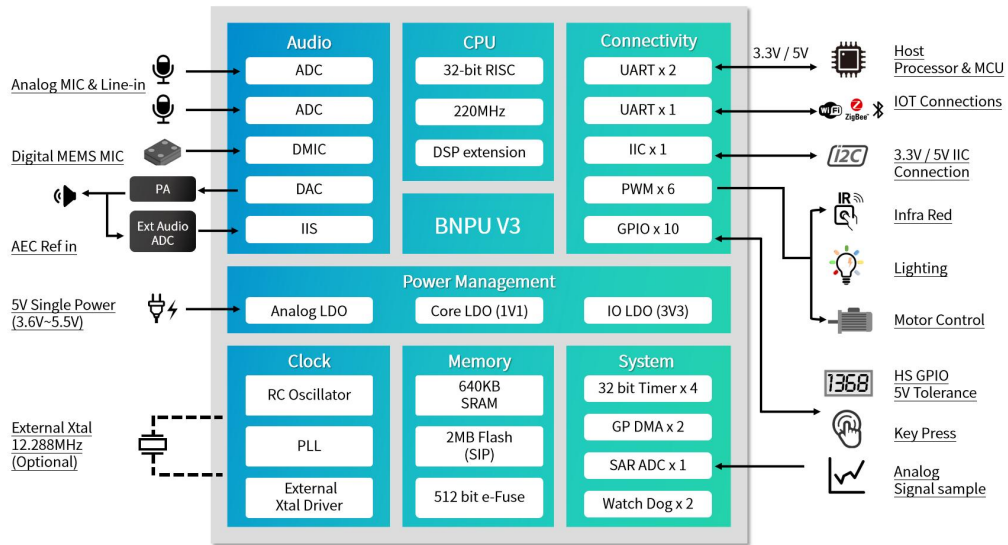 Audio
ADC
ADC
DMIC
DAC
IIS
CPU
32-bit RISC
220MHz
DSP extension
BNPU V3
Connectivity
UART x 2
UART x 1
IIC x 1
PWM x 6
GPIO x 10
Analog MIC & Line-in
Digital MEMS MIC
PA
Ext Audio
ADC
AEC Ref in
3.3V / 5V
Host
Processor & MCU
WiFi
ZigBee
IOT Connections
I2C
3.3V / 5V IIC
Connection
IR
Infra Red
Lighting
Motor Control
Power Management
Analog LDO
Core LDO (1V1)
IO LDO (3V3)
5V Single Power
(3.6V~5.5V)
Clock
RC Oscillator
PLL
External
Xtal Driver
Memory
640KB
SRAM
2MB Flash
(SIP)
512 bit e-Fuse
System
32 bit Timer x 4
GP DMA x 2
SAR ADC x 1
Watch Dog x 2
External Xtal
12.288MHz
(Optional)
1368
HS GPIO
5V Tolerance
Key Press
Analog
Signal sample